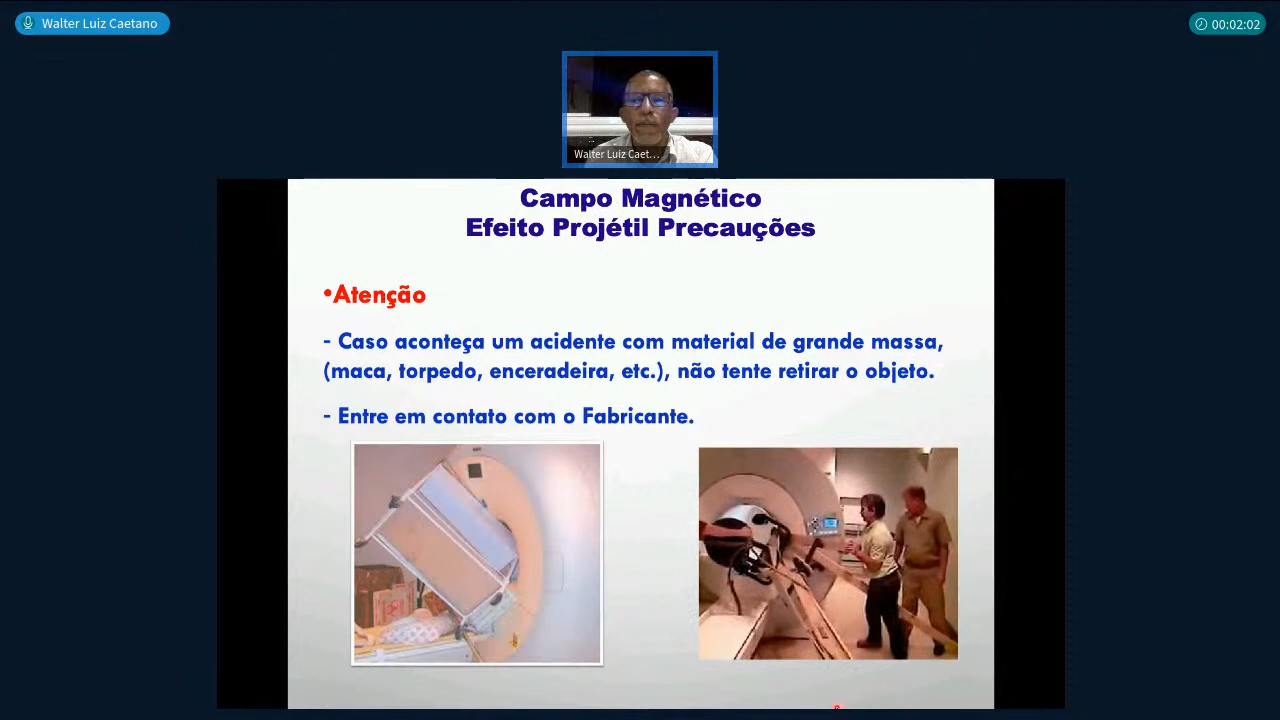 Walter Luiz Caetano
00:02:02
Walter Luiz Caet...
Campo Magnético
Efeito Projétil Precauções
•Atenção
- Caso aconteça um acidente com material de grande massa,
(maca, torpedo, enceradeira, etc.), não tente retirar o objeto.
- Entre em contato com o Fabricante.